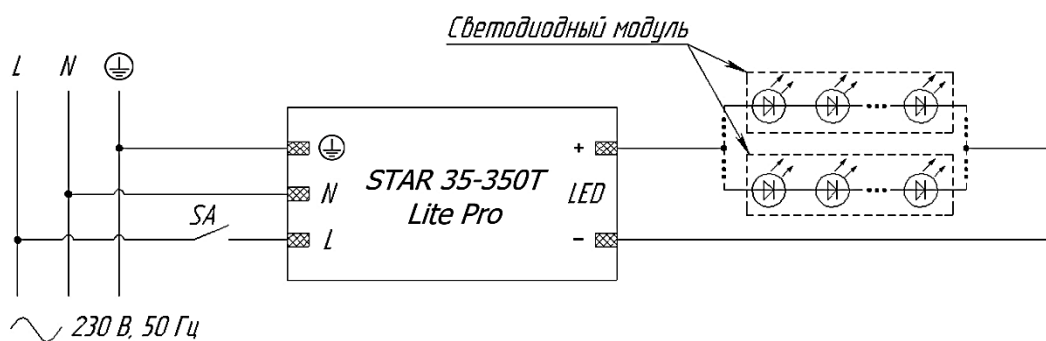 Светодиодный модуль
L N
STAR 35-350T
Lite Pro
N
L
SA
+
LED
-
230 В, 50 Гц